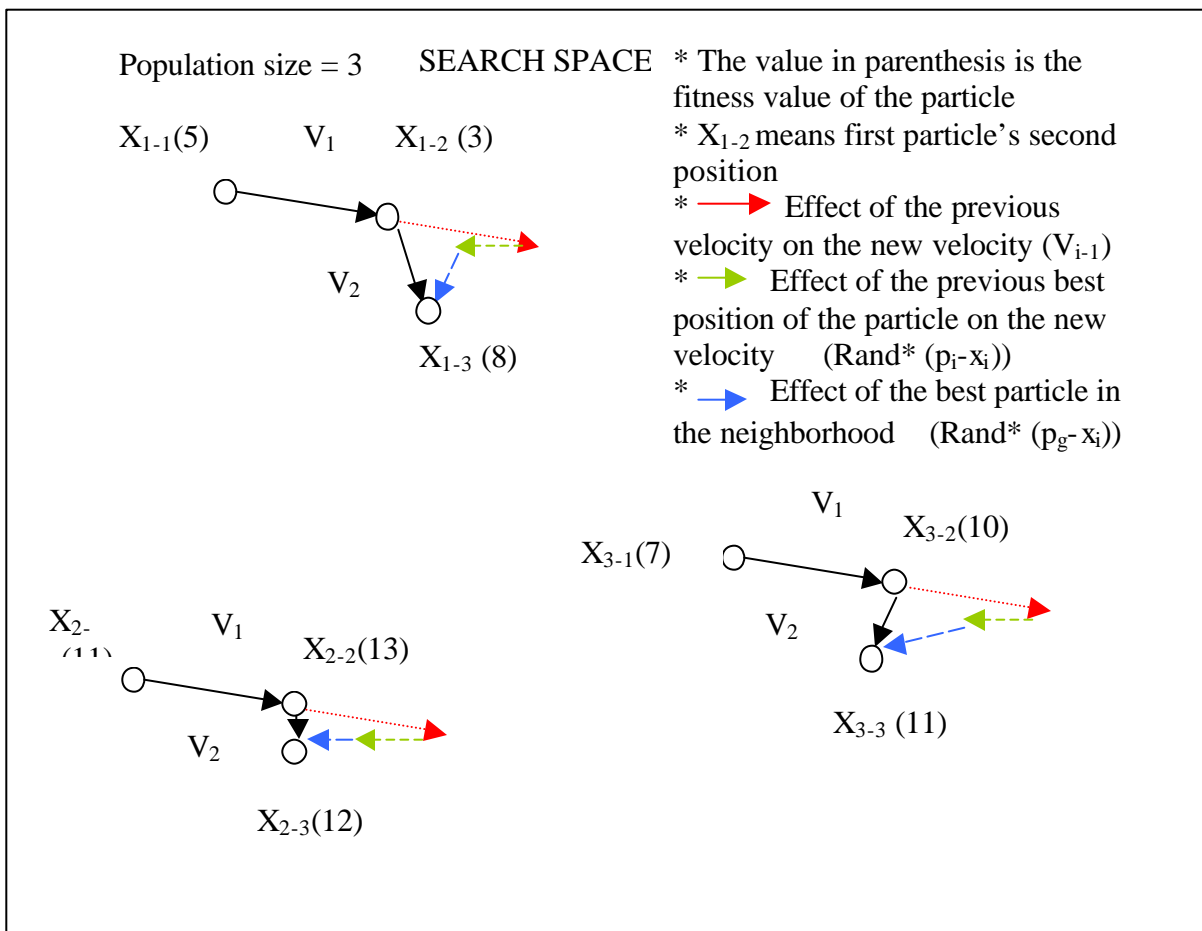 Population size = 3 SEARCH SPACE
* The value in parenthesis is the
fitness value of the particle
* X1-2 means first particle’s second
position
* Effect of the previous
velocity on the new velocity (Vi-1)
* Effect of the previous best
position of the particle on the new
velocity (Rand* (pi-xi))
* Effect of the best particle in
the neighborhood (Rand* (pg-xi))
X1-1(5) V1 X1-2 (3)
V2
X1-3 (8)
V1
X3-2(10)
X3-1(7)
V2
X3-3 (11)
X2-
V1
X2-2(13)
V2
X2-3(12)